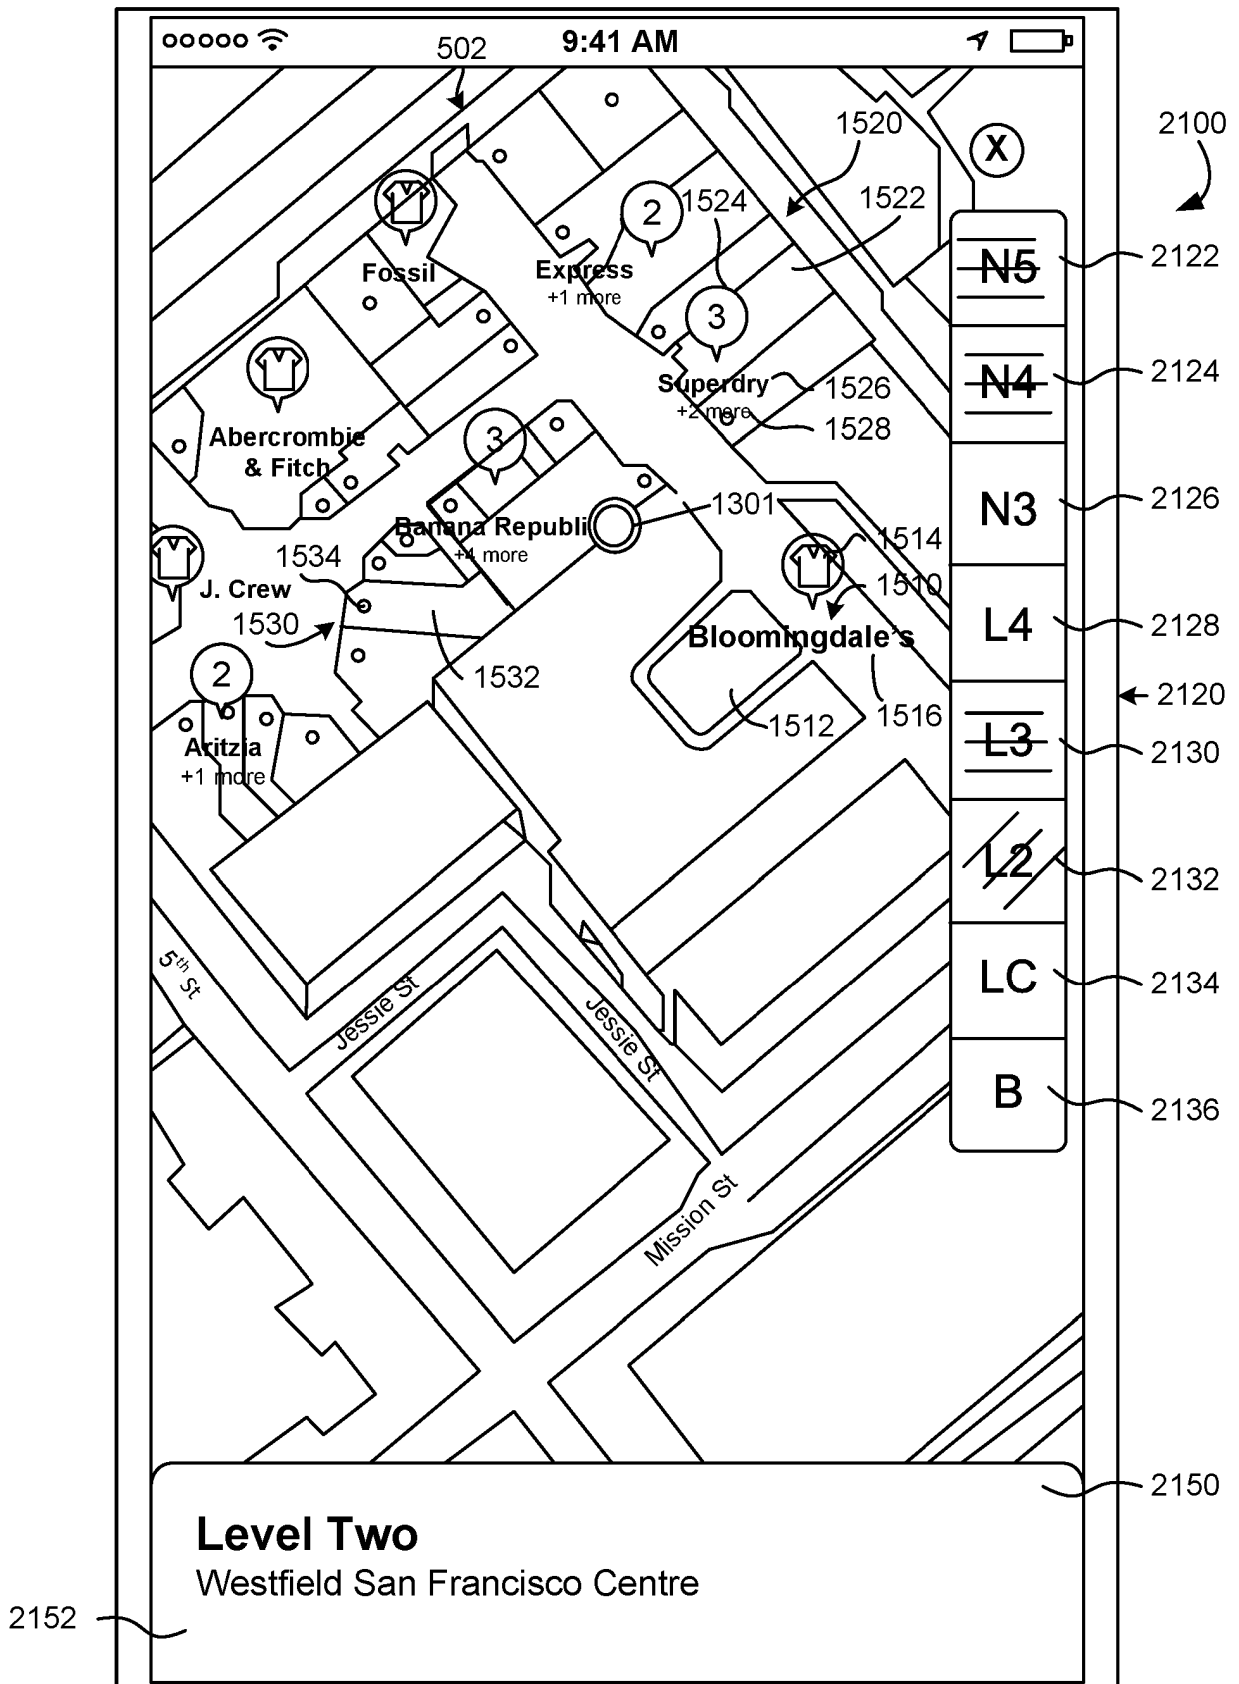 9:41 AM
502
1520
2100
X
1524
1522
2
Fossil
Express
+1 more
N5
2122
3
N4
2124
Superdry
+2 more
1526
1528
Abercrombie
& Fitch
3
N3
2126
Banana Republi
+4 more
1301
1514
1534
J. Crew
1510
1530
Bloomingdale's
L4
2128
2
1532
2120
1516
1512
L3
2130
Aritzia
+1 more
L2
2132
5th St
Jessie St
Jessie St
LC
2134
B
2136
Mission St
2150
Level Two
Westfield San Francisco Centre
2152